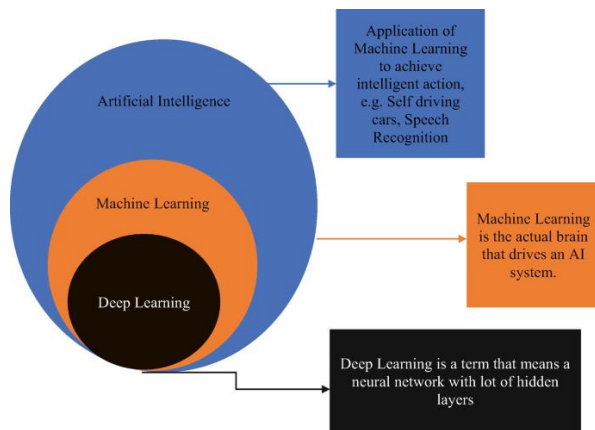 Artificial Intelligence
Machine Learning
Deep Learning
Application of
Machine Learning
to achieve
intelligent action,
e.g. Self driving
cars, Speech
Recognition
Machine Learning
is the actual brain
that drives an AI
system.
Deep Learning is a term that means a
neural network with lot of hidden
layers